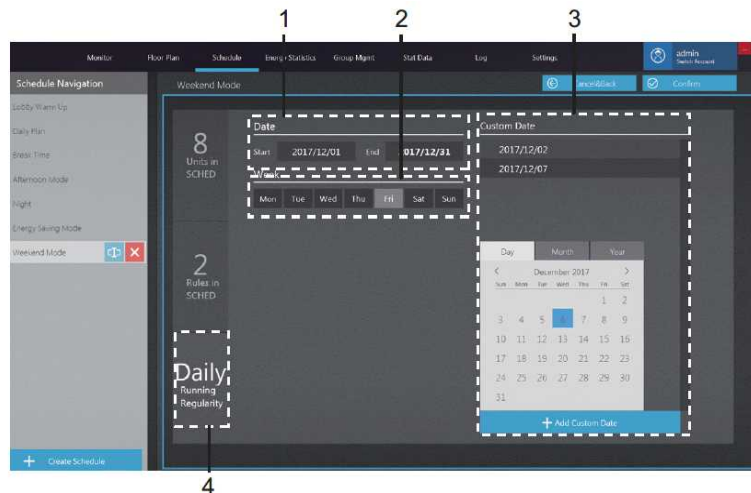 1 2 3
Monitor Floor Plan Schedule Energy Statistics Group Mgmt Stat Data Log Settings admin
Switch Account
Schedule Navigation Weekend Mode Cancel&Back Confirm
Lobby Warm Up
Daily Plan
Break Time
Afternoon Mode
Night
Energy Saving Mode
Weekend Mode
Create Schedule
8
Units in
SCHED
2
Rules in
SCHED
Daily
Running
Regularity
Date
Start 2017/12/01 End 2017/12/31
Week
Mon Tue Wed Thu Fri Sat Sun
Custom Date
2017/12/02
2017/12/07
Day Month Year
< December 2017 >
Sun Mon Tue Wed Thu Fri Sat
1 2
3 4 5 6 7 8 9
10 11 12 13 14 15 16
17 18 19 20 21 22 23
24 25 26 27 28 29 30
31
+ Add Custom Date
4